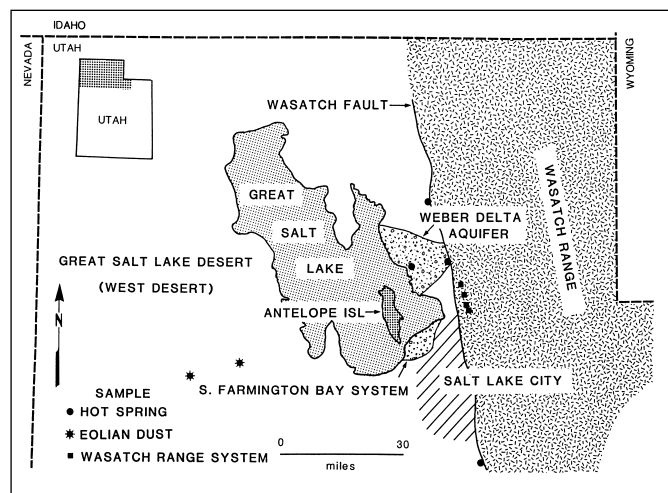 IDAHO
UTAH
NEVADA
WYOMING
UTAH
WASATCH FAULT
WASATCH RANGE
GREAT
SALT
LAKE
WEBER DELTA
AQUIFER
GREAT SALT LAKE DESERT
(WEST DESERT)
ANTELOPE ISL
N
S. FARMINGTON BAY SYSTEM
SALT LAKE CITY
SAMPLE
HOT SPRING
EOLIAN DUST
WASATCH RANGE SYSTEM
0 30
miles